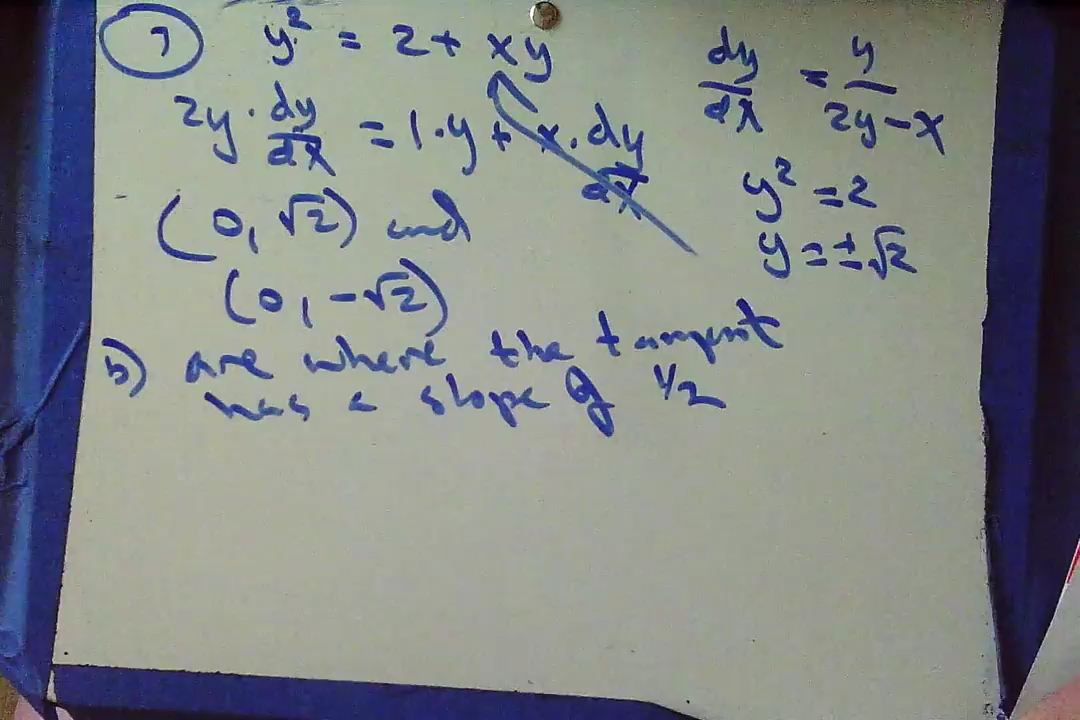 7 y² = 2 + xy
2y · dy/dx = 1·y + x·dy/dx
(0, √2) and
(0, -√2)
b) are where the tangent
has a slope of 1/2
dy/dx = y/2y-x
y² = 2
y = ±√2